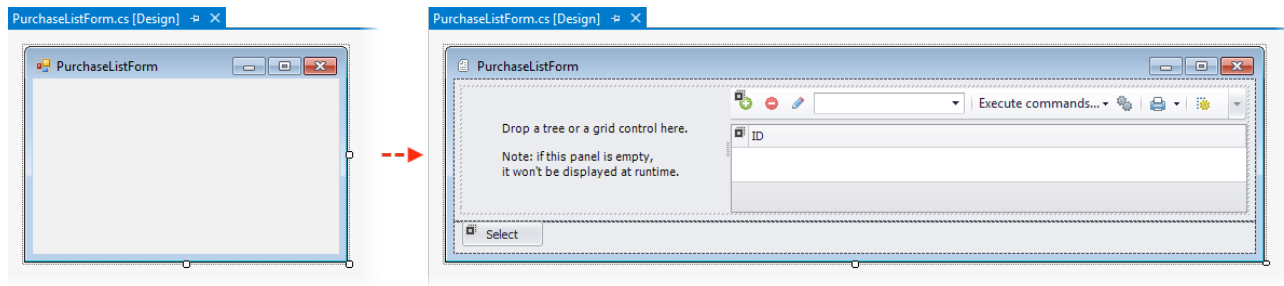 PurchaseListForm.cs [Design]
PurchaseListForm
PurchaseListForm.cs [Design]
PurchaseListForm
Execute commands...
Drop a tree or a grid control here.
Note: if this panel is empty,
it won't be displayed at runtime.
ID
Select